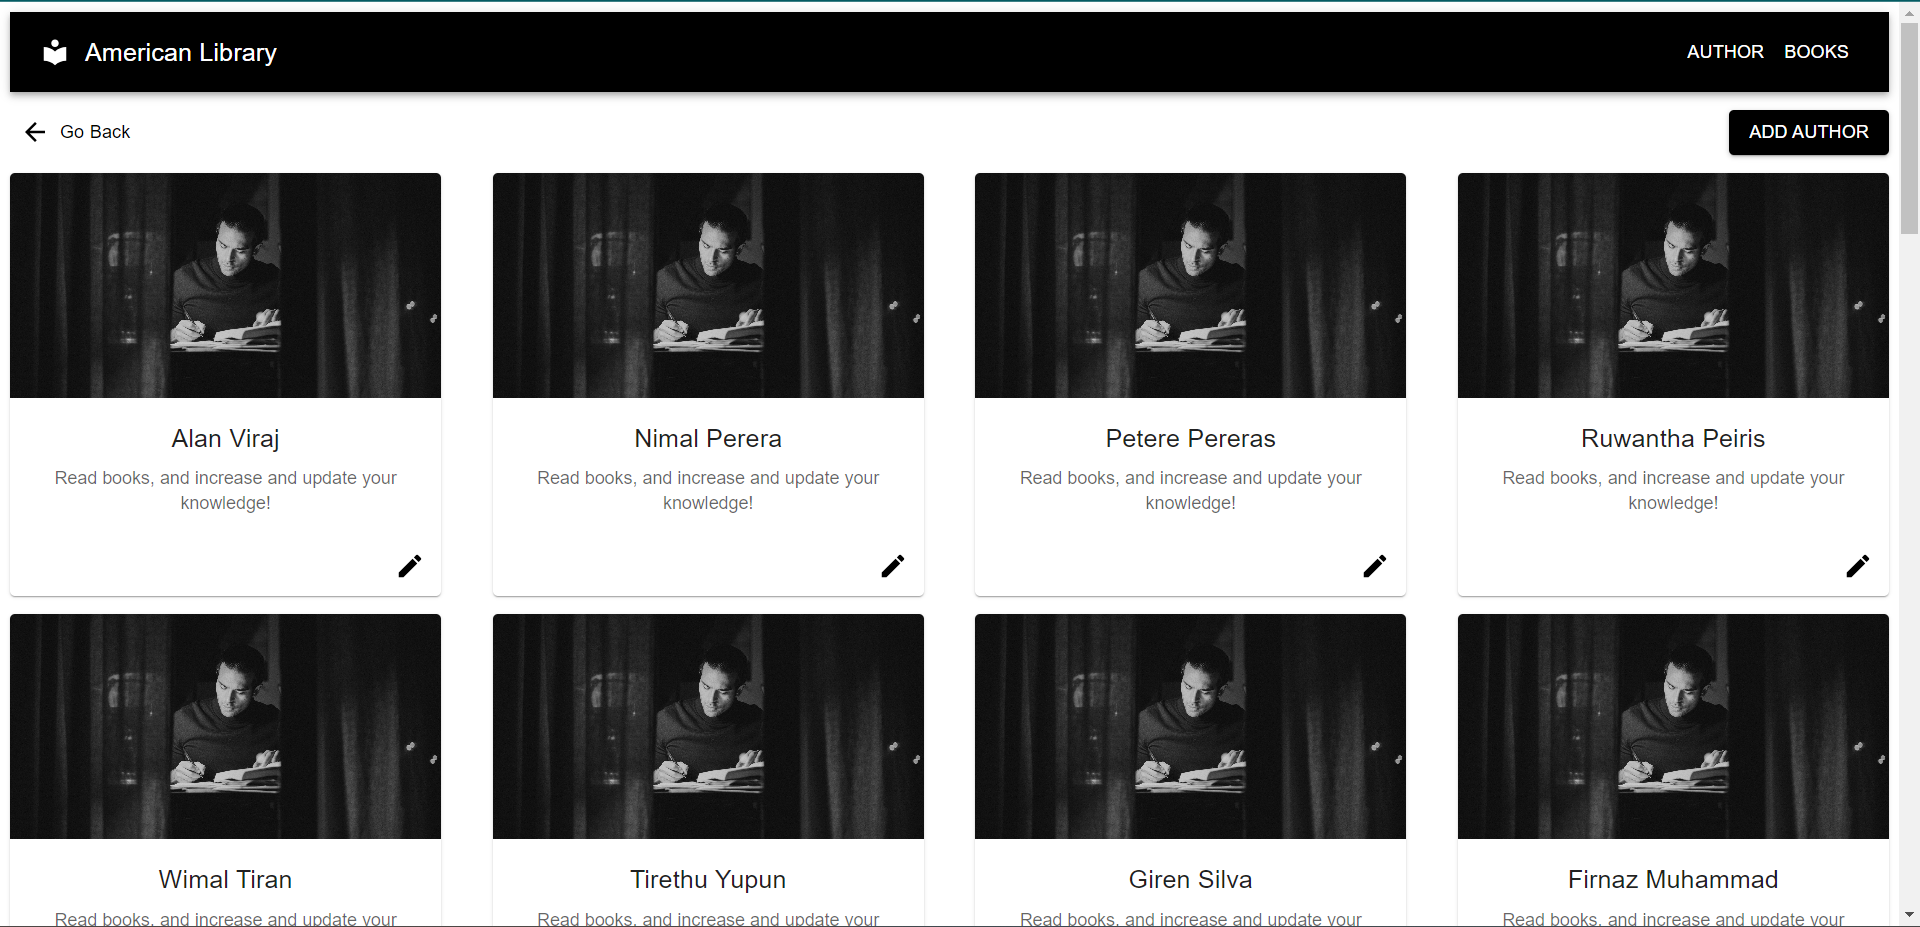 American Library
AUTHOR BOOKS
Go Back
ADD AUTHOR
Alan Viraj
Read books, and increase and update your
knowledge!
Nimal Perera
Read books, and increase and update your
knowledge!
Petere Pereras
Read books, and increase and update your
knowledge!
Ruwantha Peiris
Read books, and increase and update your
knowledge!
Wimal Tiran
Read books, and increase and update your
Tirethu Yupun
Read books, and increase and update your
Giren Silva
Read books, and increase and update your
Firnaz Muhammad
Read books, and increase and update your